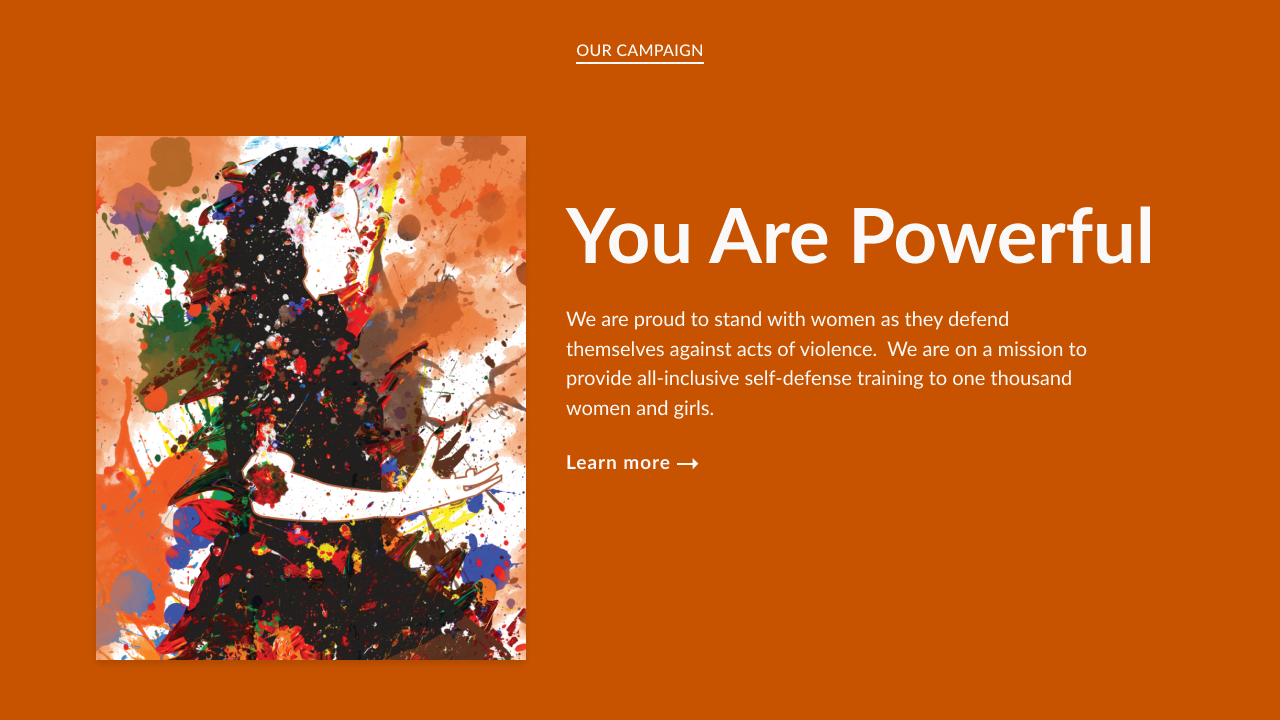 OUR CAMPAIGN
You Are Powerful
We are proud to stand with women as they defend
themselves against acts of violence.  We are on a mission to
provide all-inclusive self-defense training to one thousand
women and girls.
Learn more →